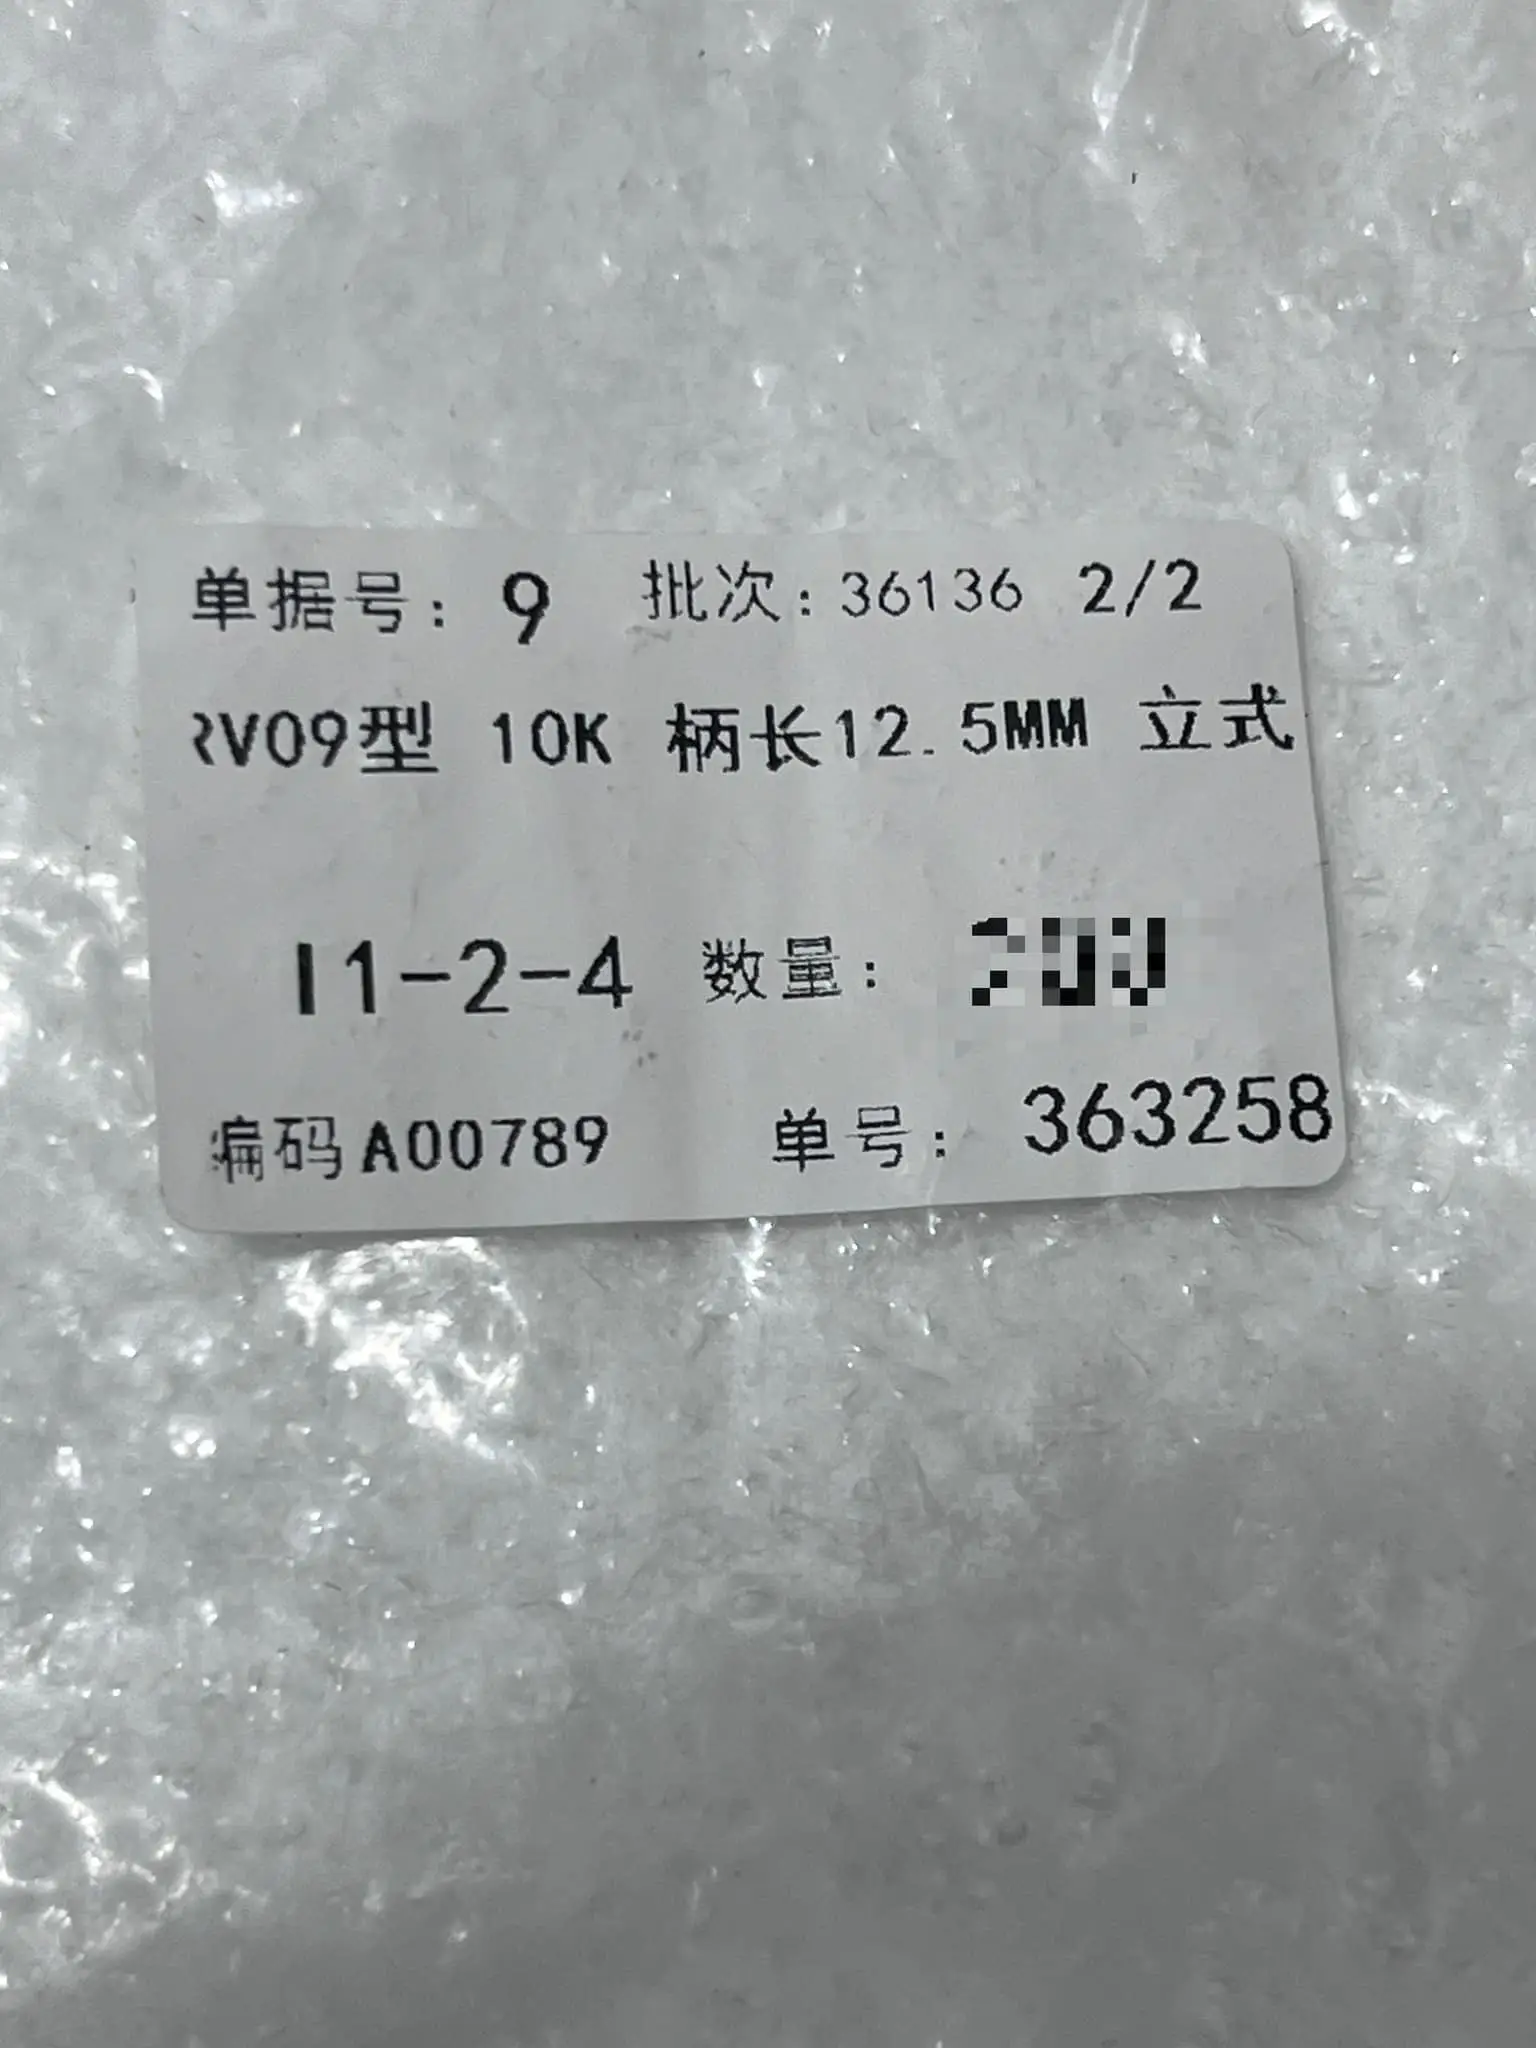 单据号: 9 批次: 36136 2/2
RV09型 10K 柄长12.5MM 立式
I1-2-4 数量:
编码A00789 单号: 363258